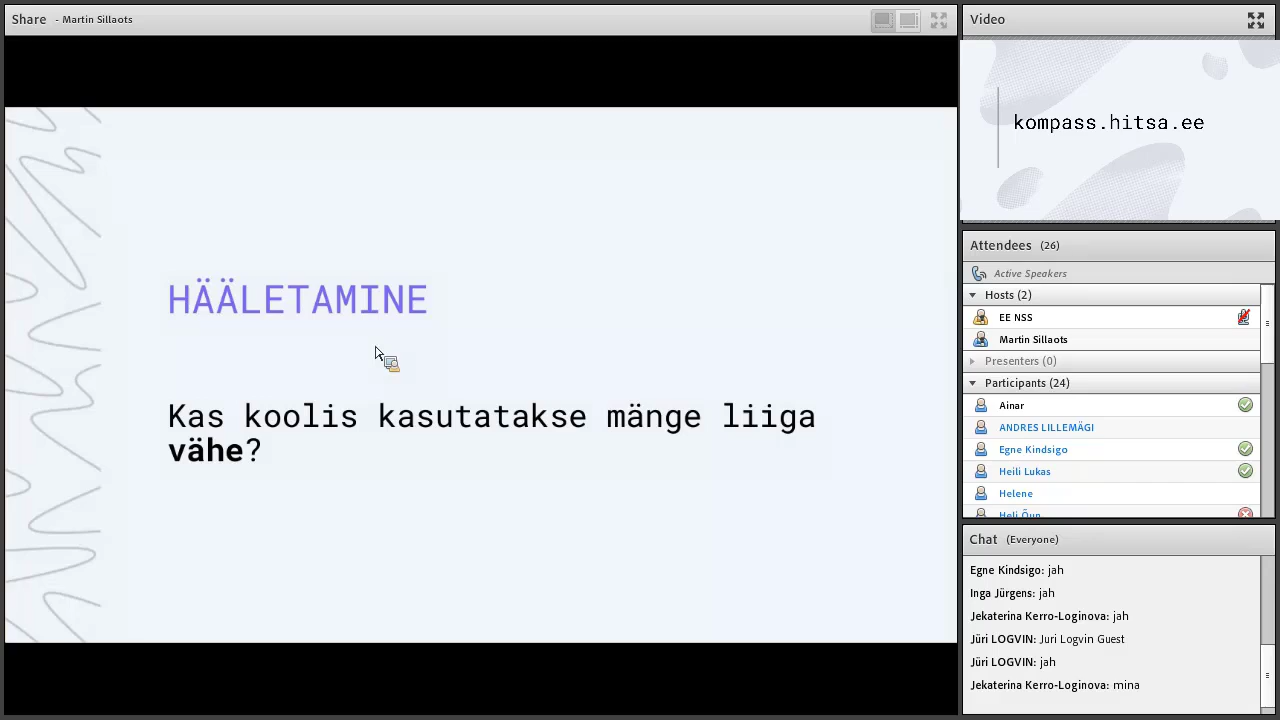 Share - Martin Sillaots
HÄÄLETAMINE
Kas koolis kasutatakse mänge liiga
vähe?
Video
kompass.hitsa.ee
Attendees (26)
Active Speakers
Hosts (2)
EE NSS
Martin Sillaots
Presenters (0)
Participants (24)
Ainar
ANDRES LILLEMÄGI
Egne Kindsigo
Heili Lukas
Helene
Heli Õun
Chat (Everyone)
Egne Kindsigo: jah
Inga Jürgens: jah
Jekaterina Kerro-Loginova: jah
Jüri LOGVIN: Juri Logvin Guest
Jüri LOGVIN: jah
Jekaterina Kerro-Loginova: mina